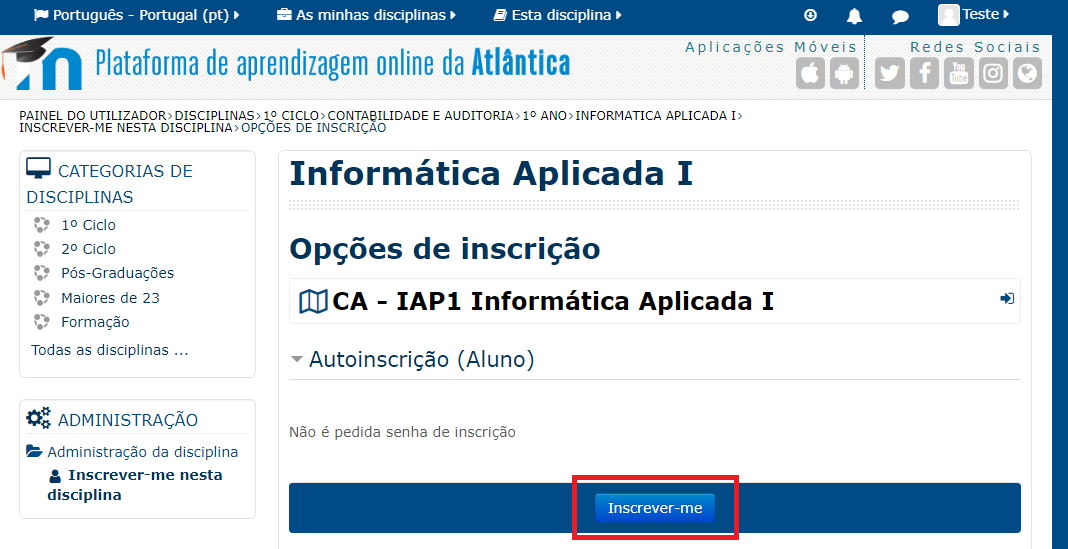 Português - Portugal (pt)
As minhas disciplinas
Esta disciplina
Teste
Plataforma de aprendizagem online da Atlântica
Aplicações Móveis
Redes Sociais
You
Tube
PAINEL DO UTILIZADOR›DISCIPLINAS›1º CICLO›CONTABILIDADE E AUDITORIA›1º ANO›INFORMATICA APLICADA I›
INSCREVER-ME NESTA DISCIPLINA›OPÇÕES DE INSCRIÇÃO
CATEGORIAS DE
DISCIPLINAS
1º Ciclo
2º Ciclo
Pós-Graduações
Maiores de 23
Formação
Todas as disciplinas ...
ADMINISTRAÇÃO
Administração da disciplina
Inscrever-me nesta
disciplina
Informática Aplicada I
Opções de inscrição
CA - IAP1 Informática Aplicada I
Autoinscrição (Aluno)
Não é pedida senha de inscrição
Inscrever-me